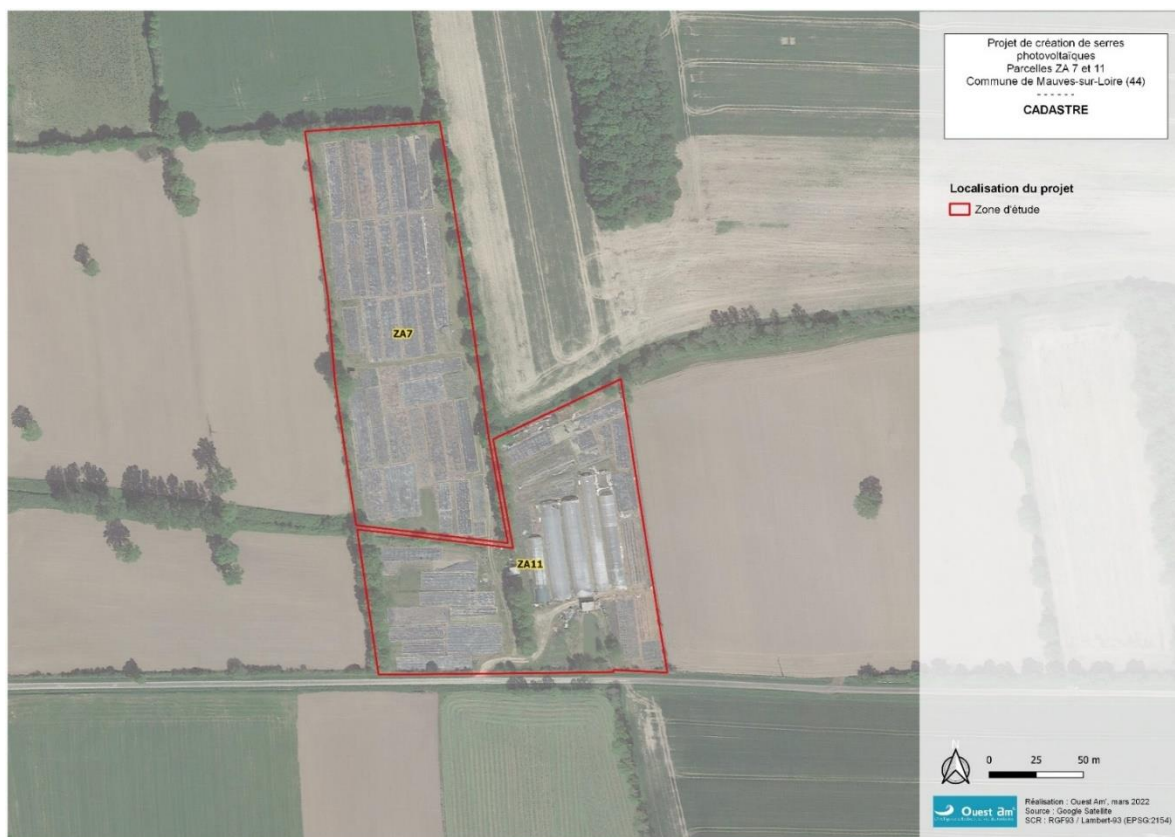 Projet de création de serres
photovoltaïques
Parcelles ZA 7 et 11
Commune de Mauves-sur-Loire (44)
------
CADASTRE
Localisation du projet
Zone d'étude
ZA7
ZA11
N
0 25 50 m
Ouest Am'
Réalisation : Ouest Am', mars 2022
Source : Google Satellite
SCR : RGF93 / Lambert-93 (EPSG:2154)